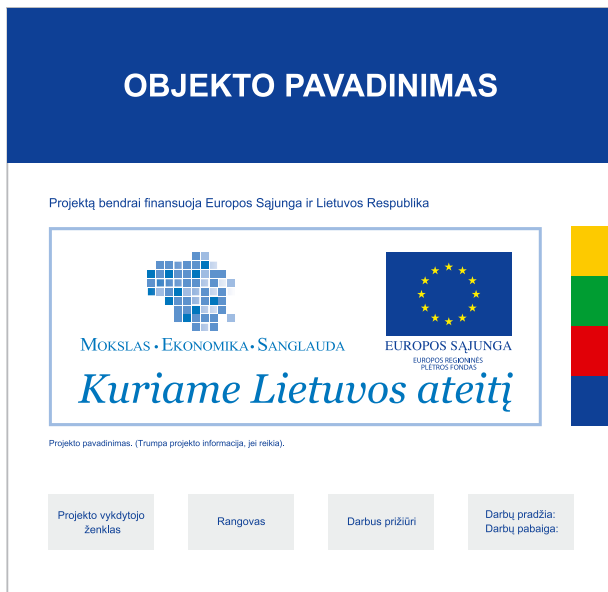 OBJEKTO PAVADINIMAS
Projektą bendrai finansuoja Europos Sąjunga ir Lietuvos Respublika
MOKSLAS • EKONOMIKA • SANGLAUDA
EUROPOS SĄJUNGA
EUROPOS REGIONINĖS
PLĖTROS FONDAS
Kuriame Lietuvos ateitį
Projekto pavadinimas. (Trumpa projekto informacija, jei reikia).
Projekto vykdytojo
ženklas
Rangovas
Darbus prižiūri
Darbų pradžia:
Darbų pabaiga: